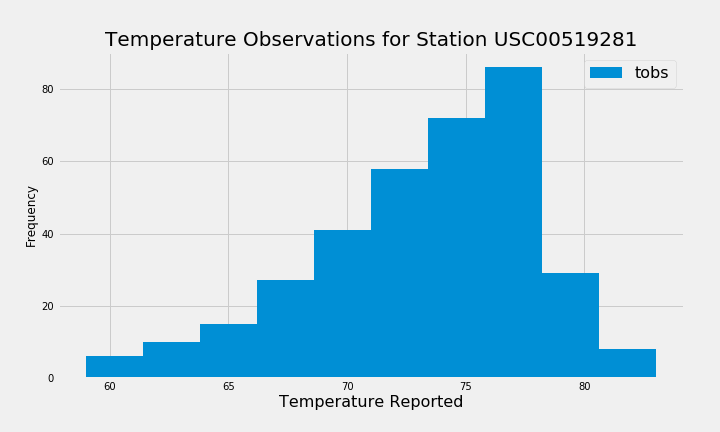 Temperature Observations for Station USC00519281
tobs
80
60
40
20
0
Frequency
60 65 70 75 80
Temperature Reported